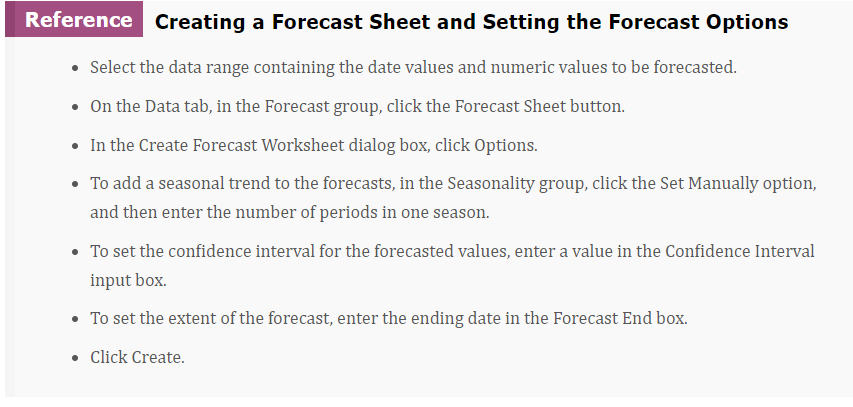 Reference Creating a Forecast Sheet and Setting the Forecast Options
• Select the data range containing the date values and numeric values to be forecasted.
• On the Data tab, in the Forecast group, click the Forecast Sheet button.
• In the Create Forecast Worksheet dialog box, click Options.
• To add a seasonal trend to the forecasts, in the Seasonality group, click the Set Manually option,
and then enter the number of periods in one season.
• To set the confidence interval for the forecasted values, enter a value in the Confidence Interval
input box.
• To set the extent of the forecast, enter the ending date in the Forecast End box.
• Click Create.